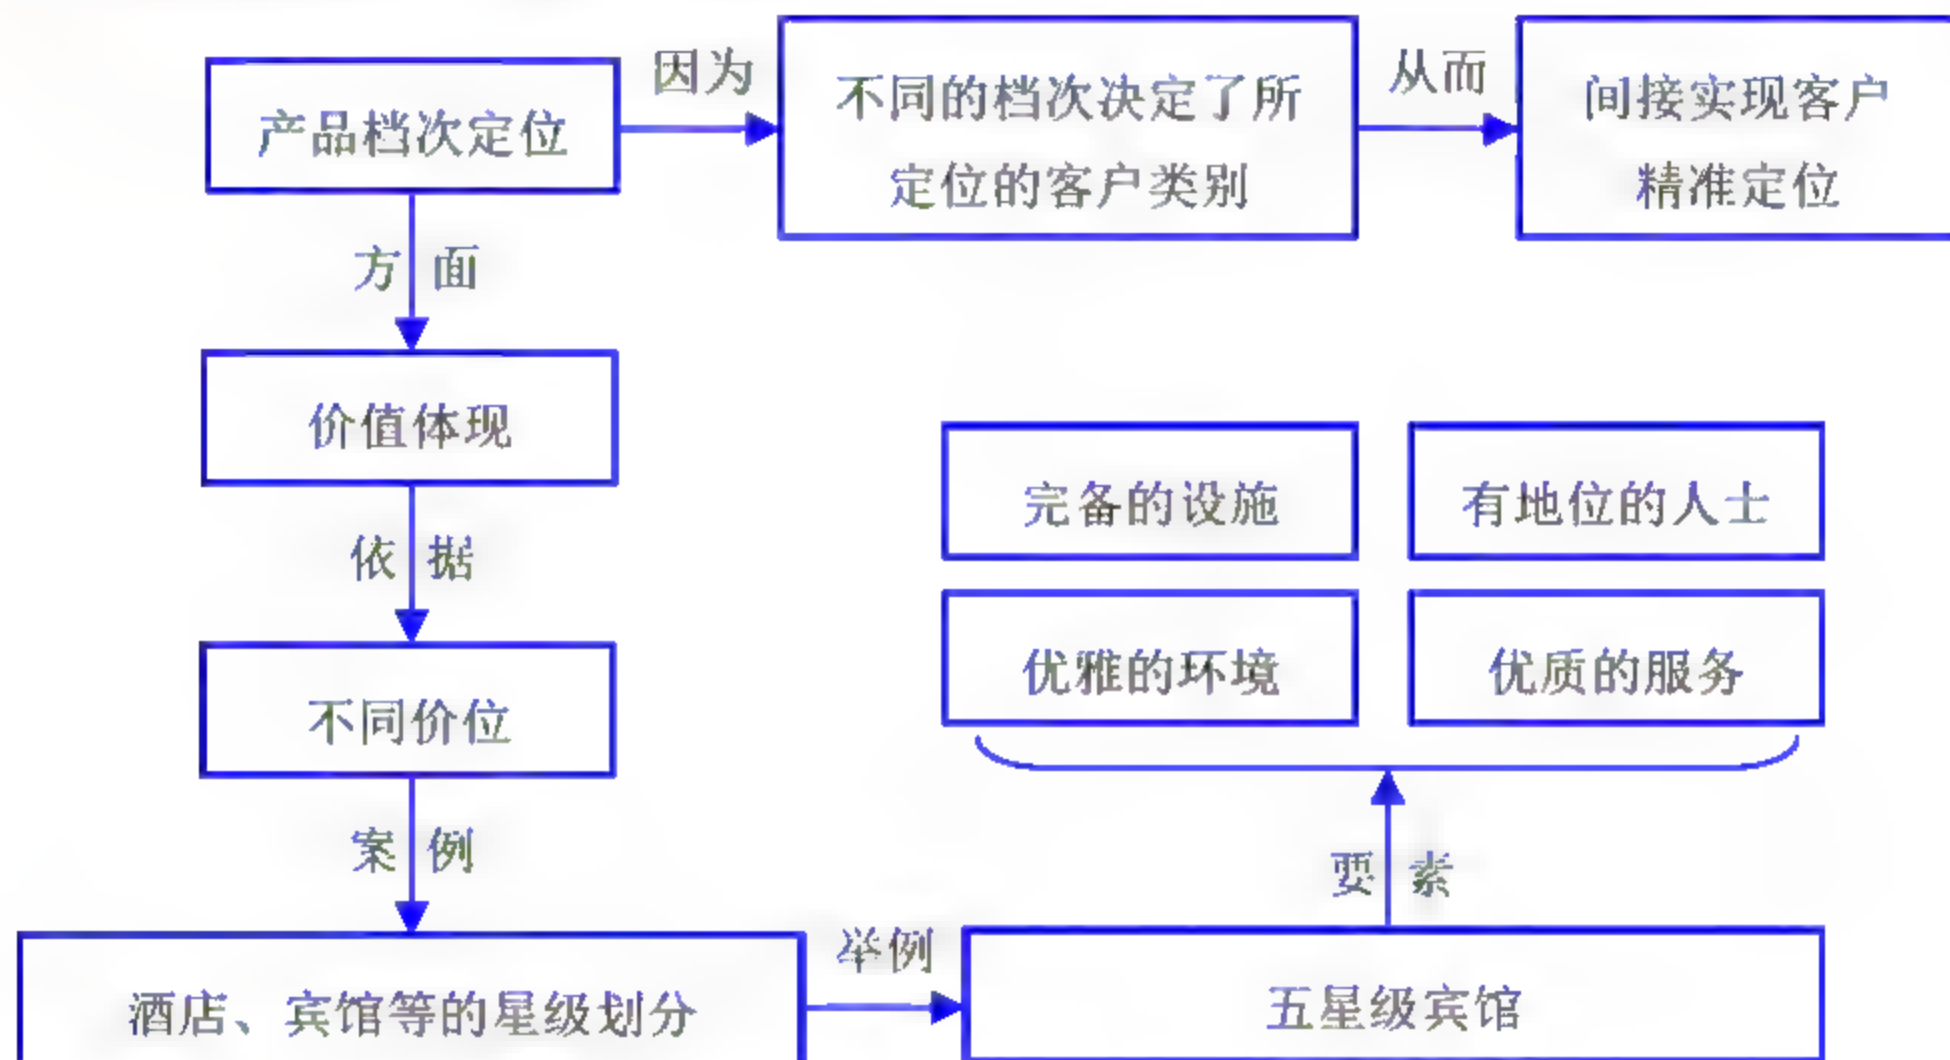 产品档次定位
因为
不同的档次决定了所
定位的客户类别
从而
间接实现客户
精准定位
方面
价值体现
依据
不同价位
案例
酒店、宾馆等的星级划分
举例
五星级宾馆
要素
完备的设施
有地位的人士
优雅的环境
优质的服务